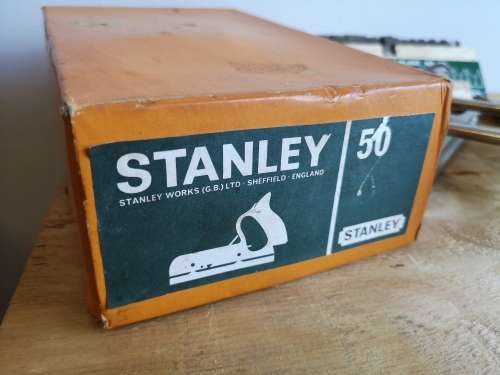 STANLEY
STANLEY WORKS (G.B.) LTD · SHEFFIELD · ENGLAND
50
STANLEY